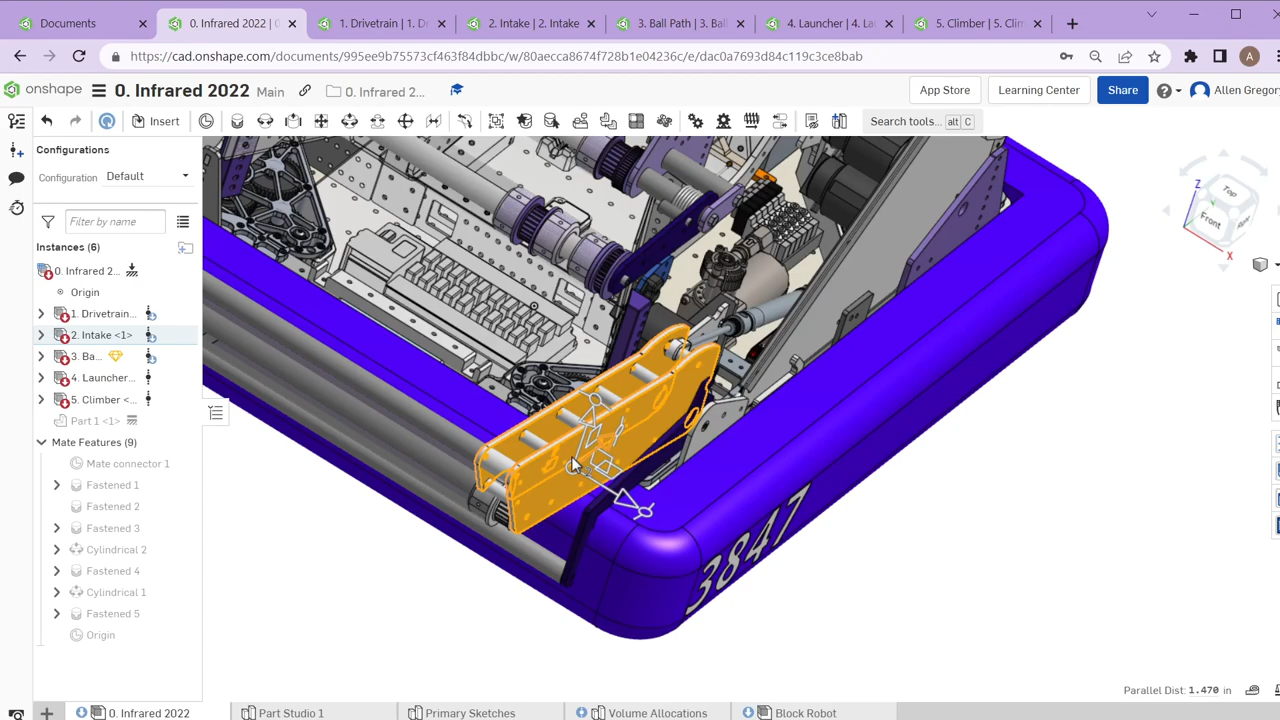 Documents
0. Infrared 2022 | 0
1. Drivetrain | 1. D
2. Intake | 2. Intake
3. Ball Path | 3. Bal
4. Launcher | 4. La
5. Climber | 5. Clim
https://cad.onshape.com/documents/995ee9b75573cf463f84dbbc/w/80aecca8674f728b1e04236c/e/dac0a7693d84c119c3ce8bab
A
onshape
0. Infrared 2022
Main
0. Infrared 2...
App Store
Learning Center
Share
Allen Gregory
Insert
Search tools...
alt
C
Configurations
Configuration
Default
Filter by name
Instances (6)
0. Infrared 2...
Origin
1. Drivetrain...
2. Intake <1>
3. Ba...
4. Launcher...
5. Climber <...
Part 1 <1>
Mate Features (9)
Mate connector 1
Fastened 1
Fastened 2
Fastened 3
Cylindrical 2
Fastened 4
Cylindrical 1
Fastened 5
Origin
Z
Top
Front
X
3847
Parallel Dist: 1.470 in
0. Infrared 2022
Part Studio 1
Primary Sketches
Volume Allocations
Block Robot